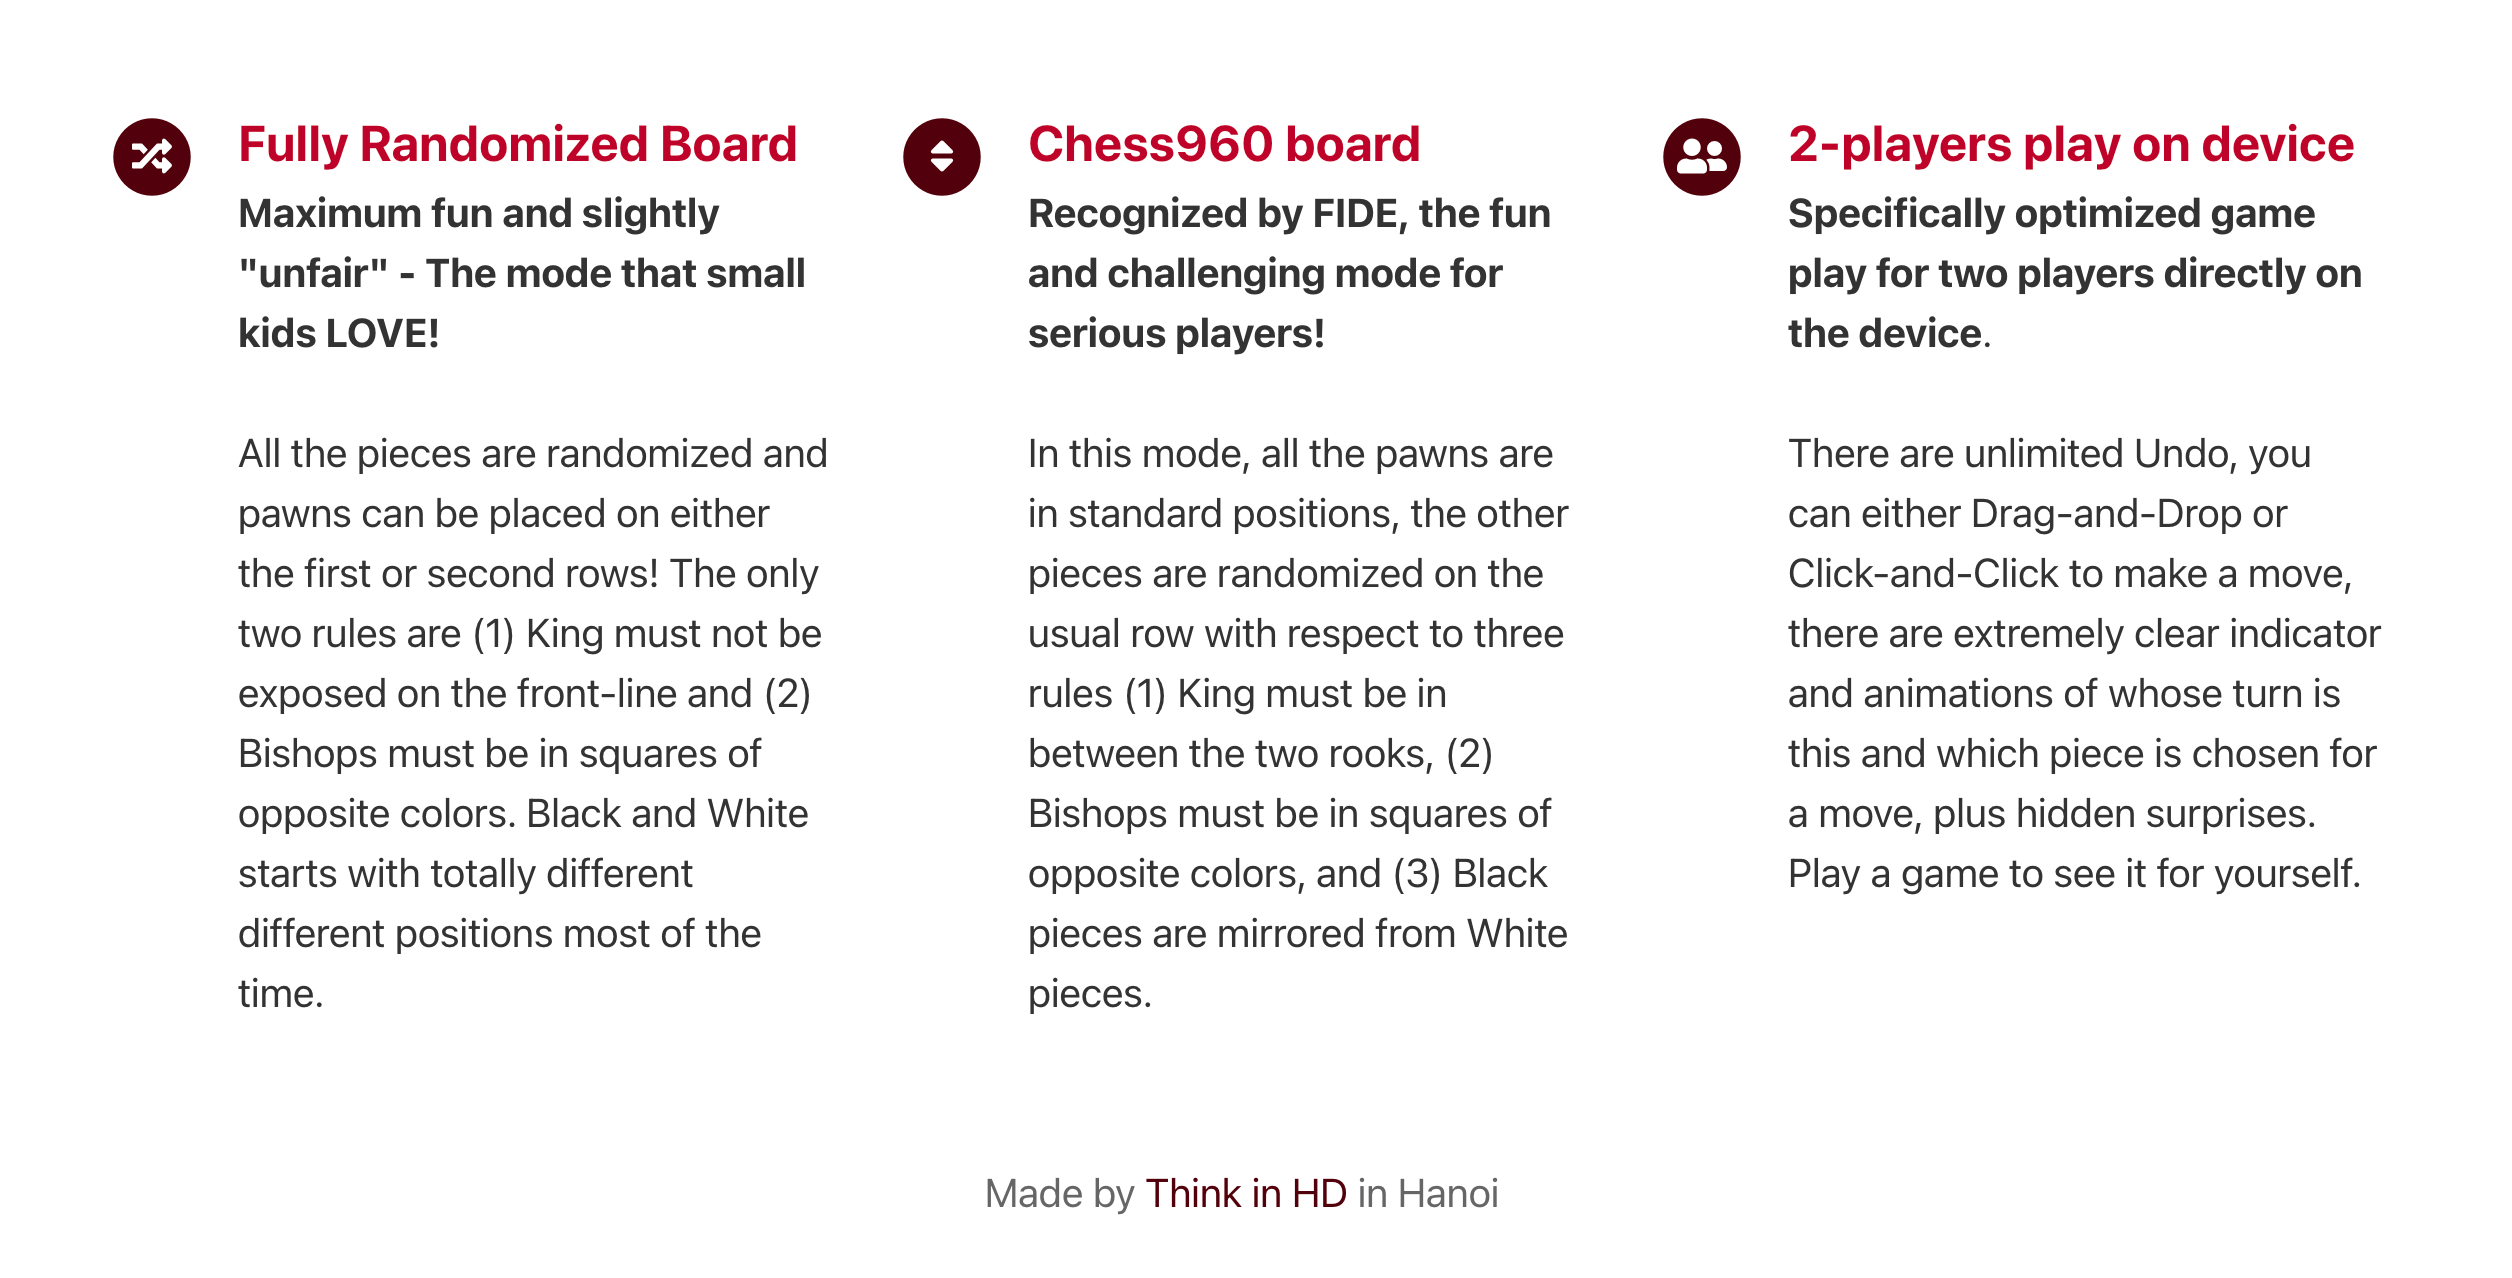 Fully Randomized Board
Maximum fun and slightly
"unfair" - The mode that small
kids LOVE!
All the pieces are randomized and
pawns can be placed on either
the first or second rows! The only
two rules are (1) King must not be
exposed on the front-line and (2)
Bishops must be in squares of
opposite colors. Black and White
starts with totally different
different positions most of the
time.
Chess960 board
Recognized by FIDE, the fun
and challenging mode for
serious players!
In this mode, all the pawns are
in standard positions, the other
pieces are randomized on the
usual row with respect to three
rules (1) King must be in
between the two rooks, (2)
Bishops must be in squares of
opposite colors, and (3) Black
pieces are mirrored from White
pieces.
2-players play on device
Specifically optimized game
play for two players directly on
the device.
There are unlimited Undo, you
can either Drag-and-Drop or
Click-and-Click to make a move,
there are extremely clear indicator
and animations of whose turn is
this and which piece is chosen for
a move, plus hidden surprises.
Play a game to see it for yourself.
Made by Think in HD in Hanoi